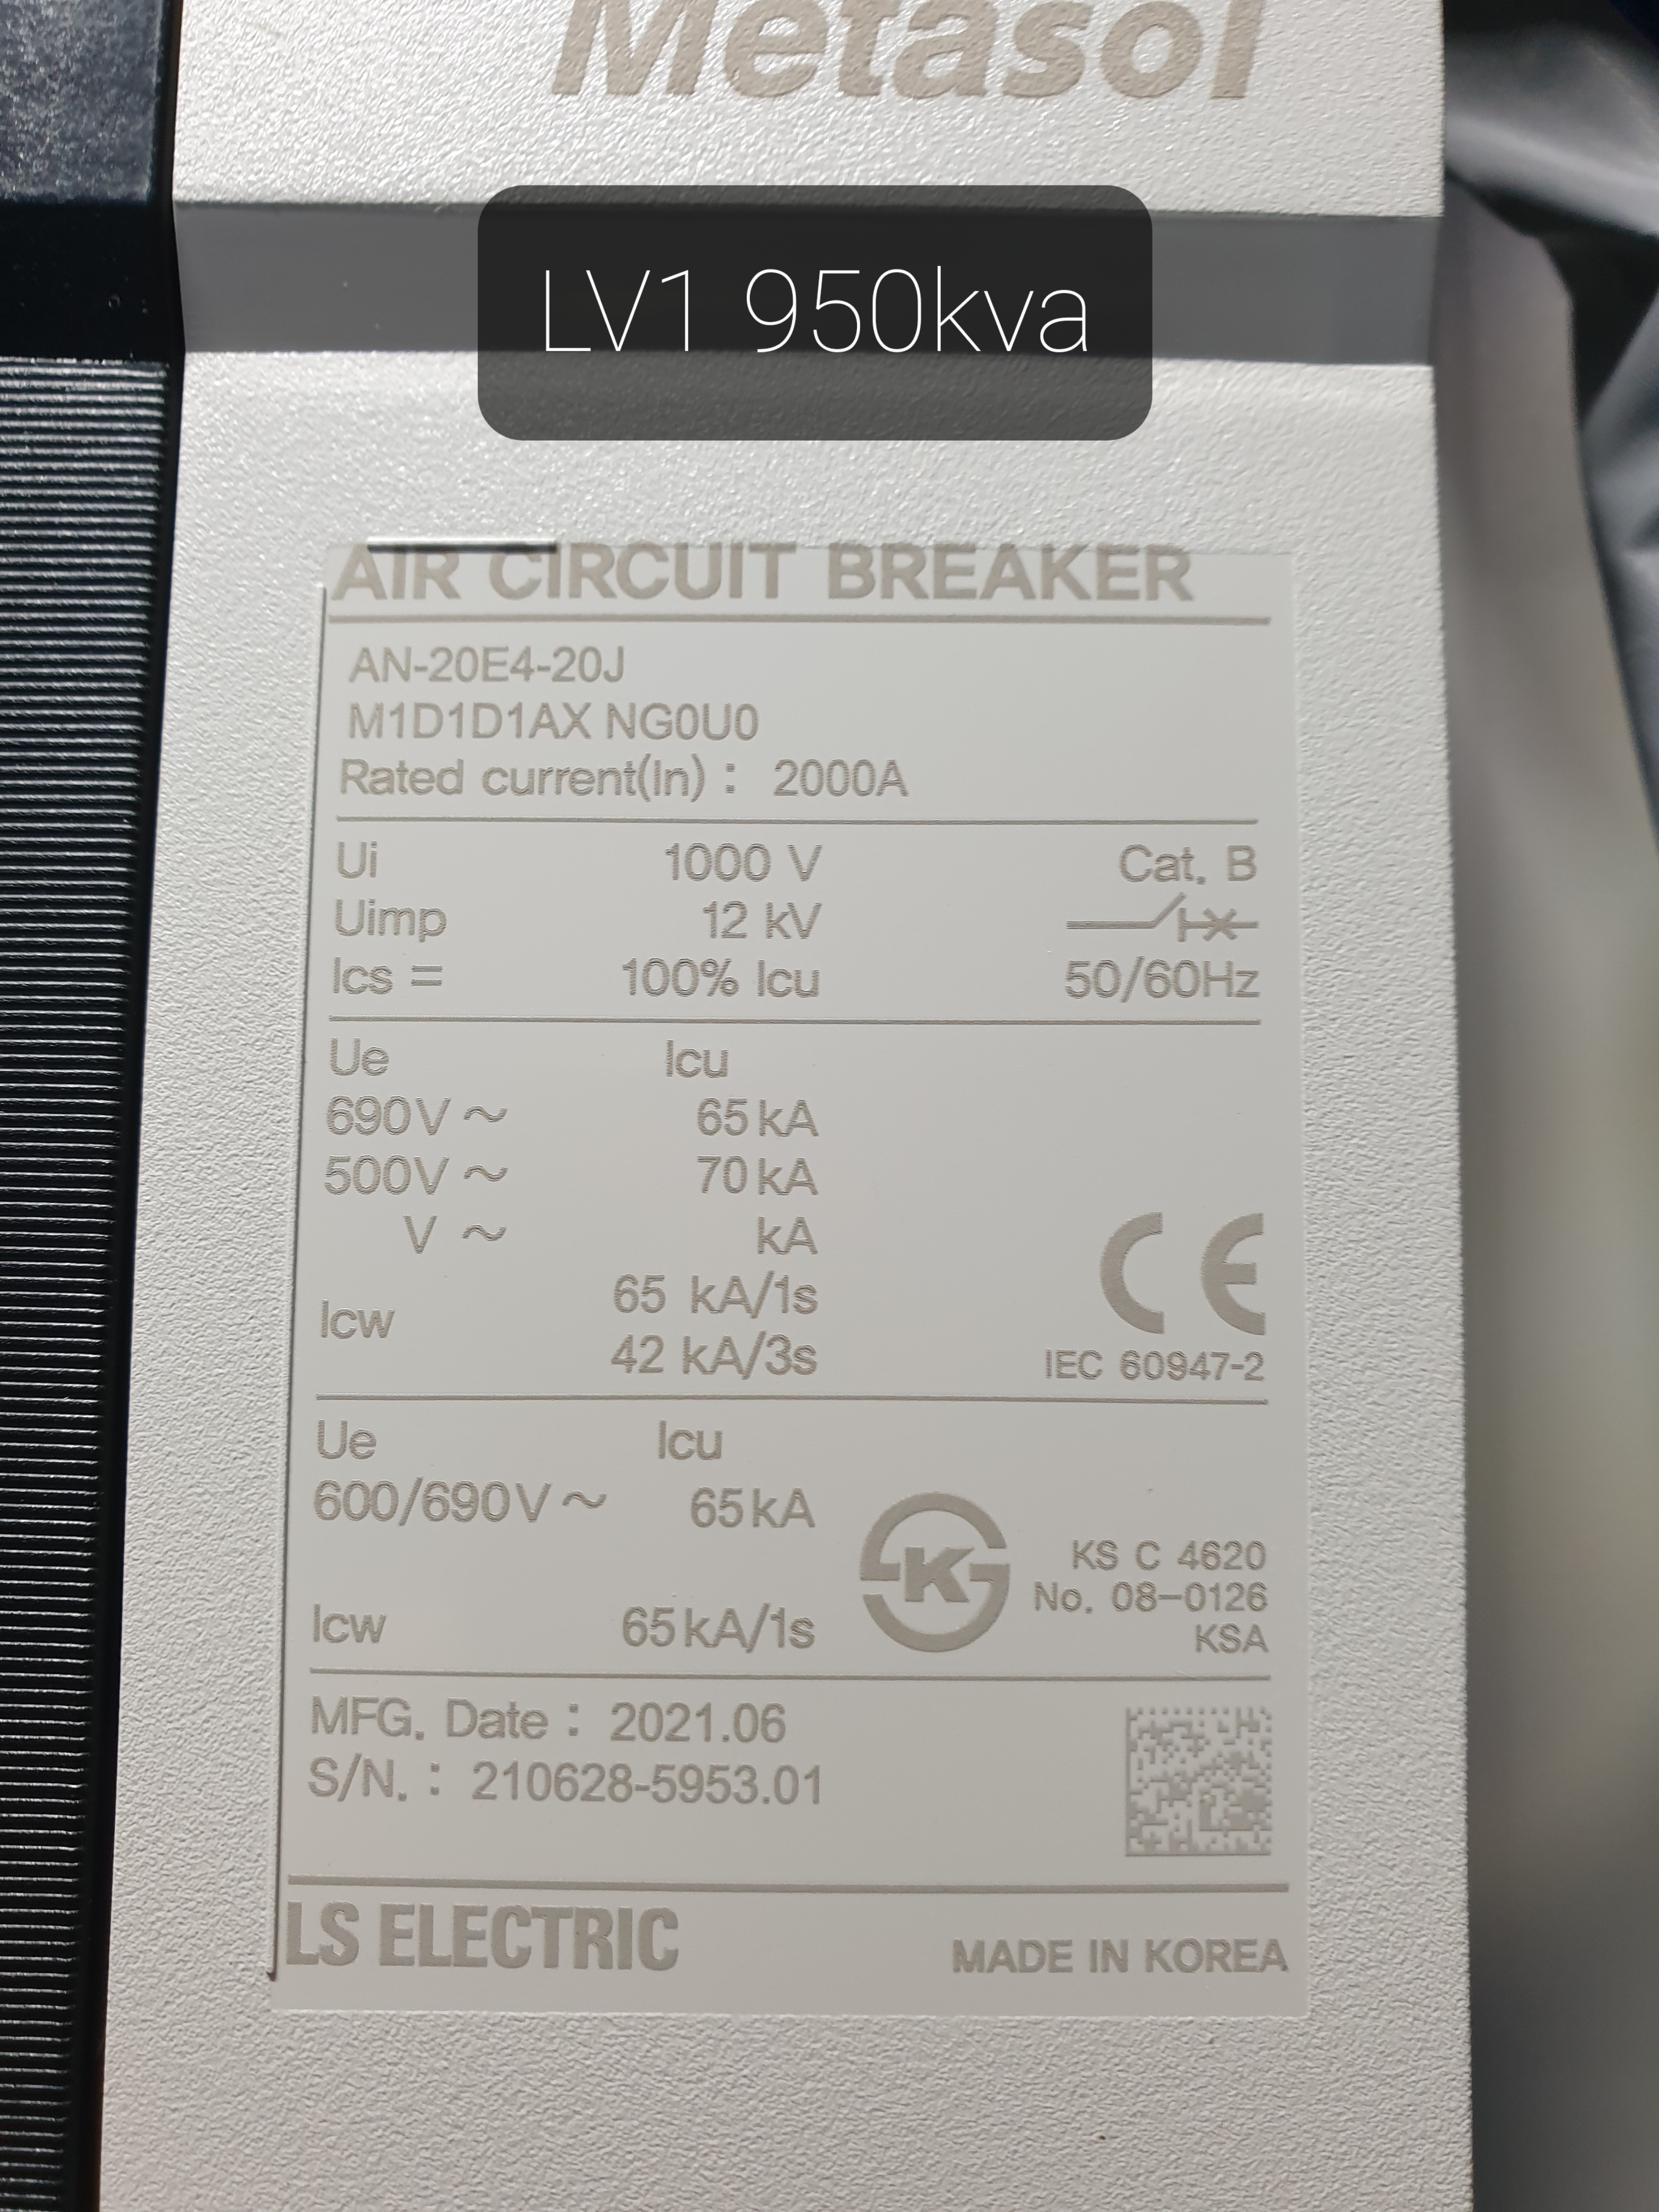 Metasol
LV1 950kva
AIR CIRCUIT BREAKER
AN-20E4-20J
M1D1D1AX NG0U0
Rated current(In) : 2000A
Ui 1000 V Cat. B
Uimp 12 kV
Ics = 100% Icu 50/60Hz
Ue Icu
690V ~ 65 kA
500V ~ 70 kA
V ~ kA
Icw 65 kA/1s
42 kA/3s
CE
IEC 60947-2
Ue Icu
600/690V ~ 65 kA
K
KS C 4620
No. 08-0126
KSA
Icw 65 kA/1s
MFG. Date : 2021.06
S/N. : 210628-5953.01
LS ELECTRIC MADE IN KOREA